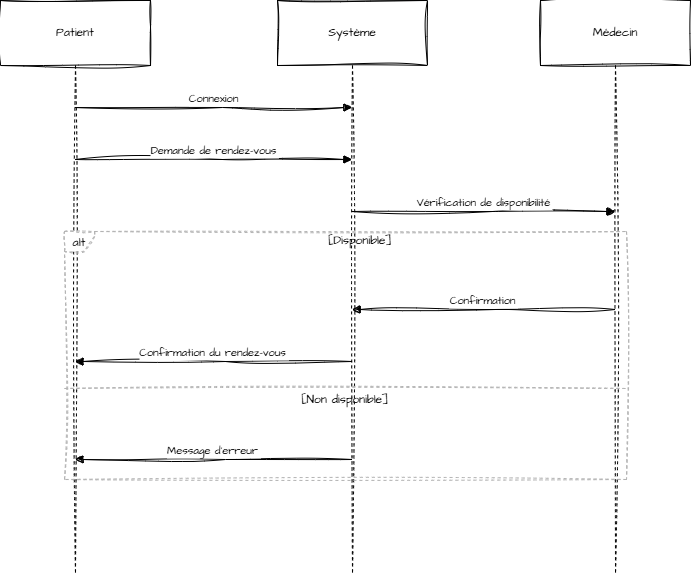 Patient
Système
Médecin
Connexion
Demande de rendez-vous
Vérification de disponibilité
alt
[Disponible]
Confirmation
Confirmation du rendez-vous
[Non disponible]
Message d'erreur